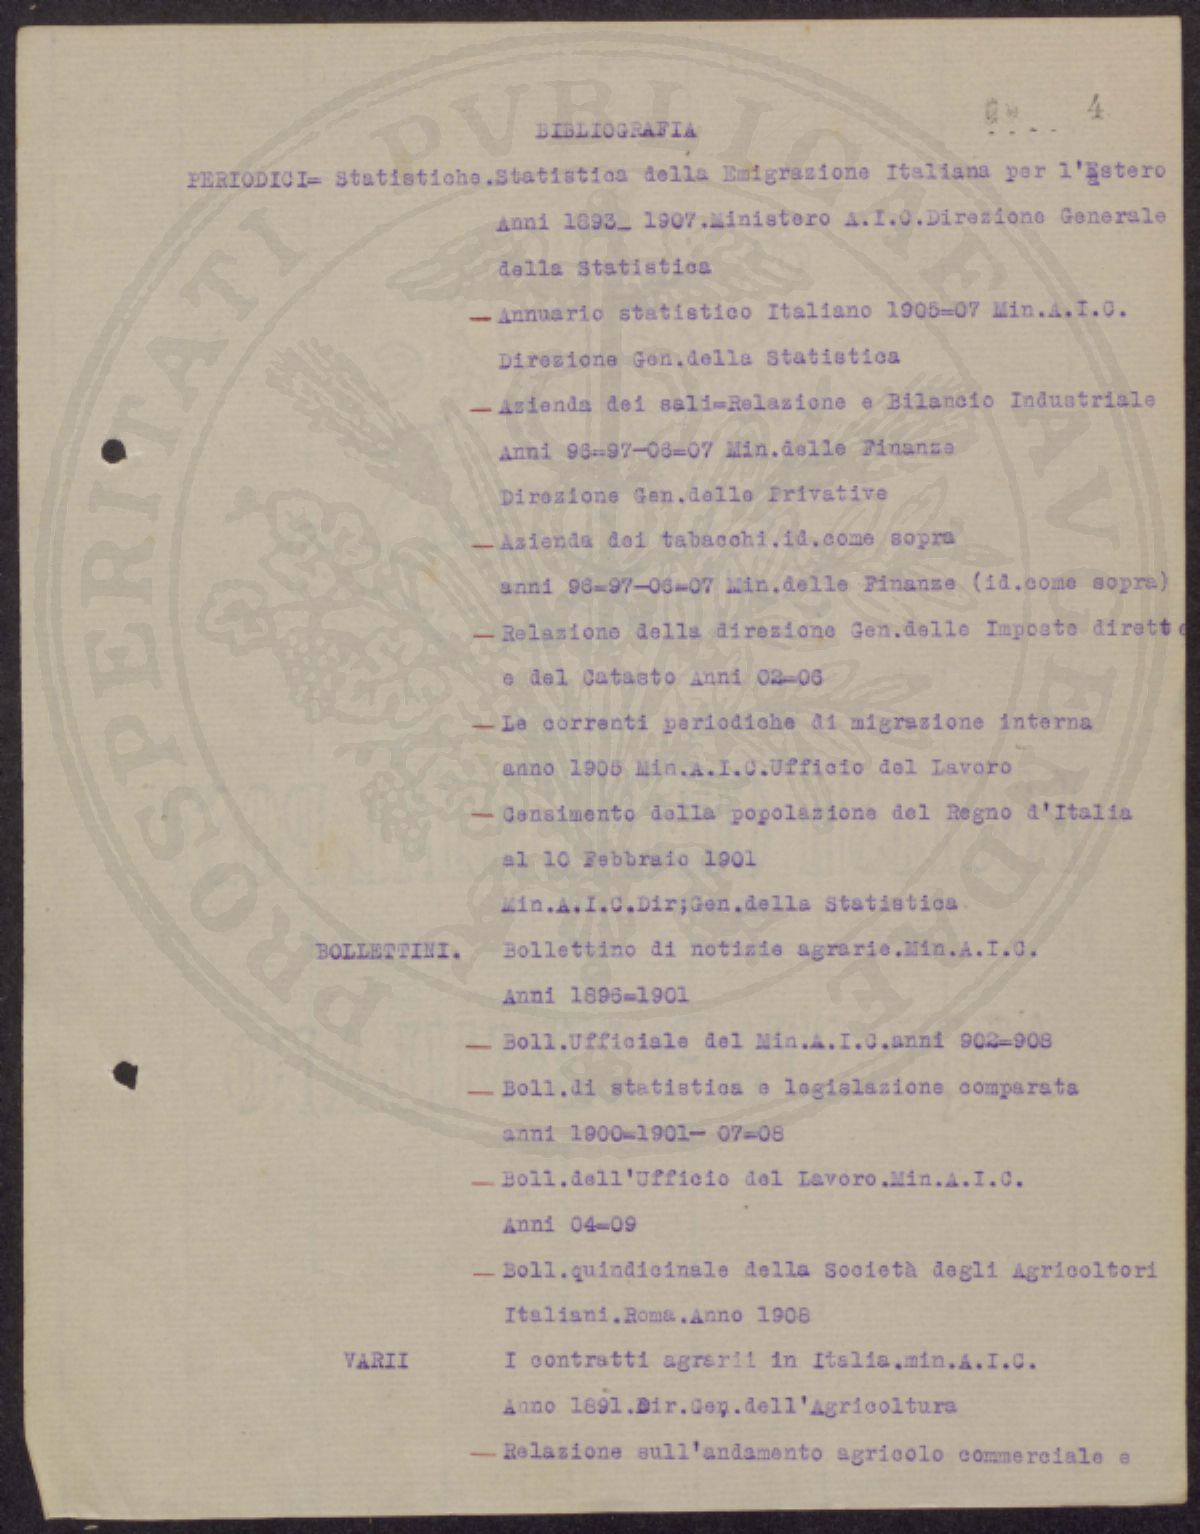 4
BIBLIOGRAFIA
PERIODICI= Statistiche.Statistica della Emigrazione Italiana per l'Estero
Anni 1893_ 1907.Ministero A.I.C.Direzione Generale
della Statistica
— Annuario statistico Italiano 1905=07 Min.A.I.C.
Direzione Gen.della Statistica
— Azienda dei sali=Relazione e Bilancio Industriale
Anni 96=97-06=07 Min.delle Finanze
Direzione Gen.delle Privative
— Azienda dei tabacchi.id.come sopra
anni 96=97-06=07 Min.delle Finanze (id.come sopra)
— Relazione della direzione Gen.delle Imposte dirette
e del Catasto Anni 02=06
— Le correnti periodiche di migrazione interna
anno 1905 Min.A.I.C.Ufficio del Lavoro
— Censimento della popolazione del Regno d'Italia
al 10 Febbraio 1901
Min.A.I.C.Dir;Gen.della Statistica
BOLLETTINI. Bollettino di notizie agrarie.Min.A.I.C.
Anni 1896=1901
— Boll.Ufficiale del Min.A.I.C.anni 902=908
— Boll.di statistica e legislazione comparata
anni 1900=1901- 07=08
— Boll.dell'Ufficio del Lavoro.Min.A.I.C.
Anni 04=09
— Boll.quindicinale della Società degli Agricoltori
Italiani.Roma.Anno 1908
VARII I contratti agrarii in Italia.min.A.I.C.
Anno 1891.Dir.Gen.dell'Agricoltura
— Relazione sull'andamento agricolo commerciale e
PROSPERITATI PVBLICAE AVGENDAE